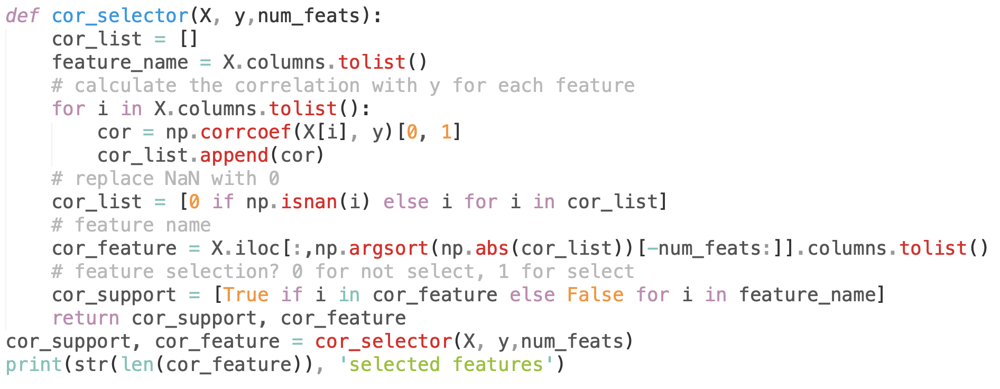 def cor_selector(X, y,num_feats):
    cor_list = []
    feature_name = X.columns.tolist()
    # calculate the correlation with y for each feature
    for i in X.columns.tolist():
        cor = np.corrcoef(X[i], y)[0, 1]
        cor_list.append(cor)
    # replace NaN with 0
    cor_list = [0 if np.isnan(i) else i for i in cor_list]
    # feature name
    cor_feature = X.iloc[:,np.argsort(np.abs(cor_list))[-num_feats:]].columns.tolist()
    # feature selection? 0 for not select, 1 for select
    cor_support = [True if i in cor_feature else False for i in feature_name]
    return cor_support, cor_feature
cor_support, cor_feature = cor_selector(X, y,num_feats)
print(str(len(cor_feature)), 'selected features')